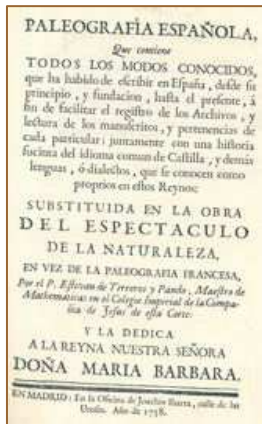 PALEOGRAFIA ESPAÑOLA,
Que contiene
TODOS LOS MODOS CONOCIDOS,
que ha habido de escribir en España, desde su
principio, y fundacion, hasta el presente, á
fin de facilitar el registro de los Archivos, y
lectura de los manuscritos, y pertenencias de
cada particular; juntamente con una historia
sucinta del idioma comun de Castilla, y demás
lenguas, ó dialectos, que se conocen como
proprios en estos Reynos:
SUBSTITUIDA EN LA OBRA
DEL ESPECTACULO
DE LA NATURALEZA,
EN VEZ DE LA PALEOGRAFIA FRANCESA,
Por el P. Estevan de Terreros y Pando, Maestro de
Mathematicas en el Colegio Imperial de la Compa-
ñia de Jesus de esta Corte:
Y LA DEDICA
A LA REYNA NUESTRA SEÑORA
DOÑA MARIA BARBARA.
EN MADRID: En la Oficina de Joachin Ibarra, calle de las
Urosas. Año de 1758.